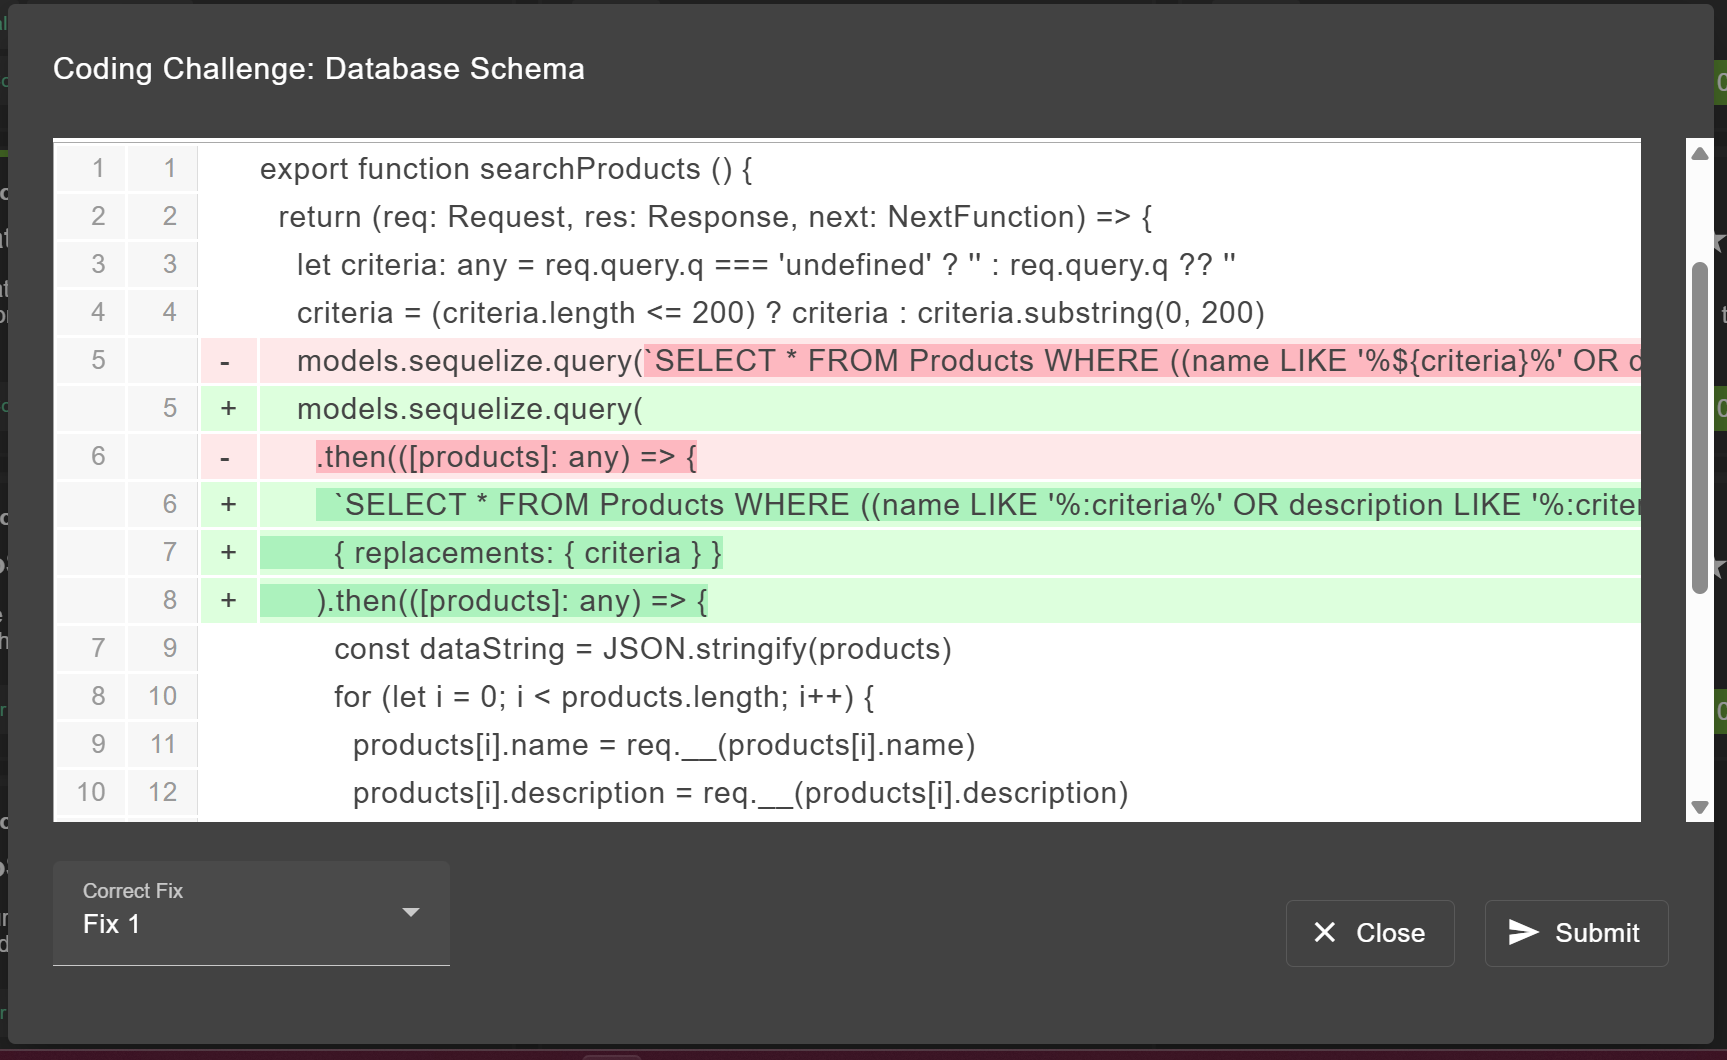 Coding Challenge: Database Schema
1 1 export function searchProducts () {
2 2 return (req: Request, res: Response, next: NextFunction) => {
3 3 let criteria: any = req.query.q === 'undefined' ? '' : req.query.q ?? ''
4 4 criteria = (criteria.length <= 200) ? criteria : criteria.substring(0, 200)
5 - models.sequelize.query(`SELECT * FROM Products WHERE ((name LIKE '%${criteria}%' OR
5 + models.sequelize.query(
6 - .then(([products]: any) => {
6 + `SELECT * FROM Products WHERE ((name LIKE '%:criteria%' OR description LIKE '%:criter
7 + { replacements: { criteria } }
8 + ).then(([products]: any) => {
7 9 const dataString = JSON.stringify(products)
8 10 for (let i = 0; i < products.length; i++) {
9 11 products[i].name = req.__(products[i].name)
10 12 products[i].description = req.__(products[i].description)
Correct Fix
Fix 1
Close
Submit